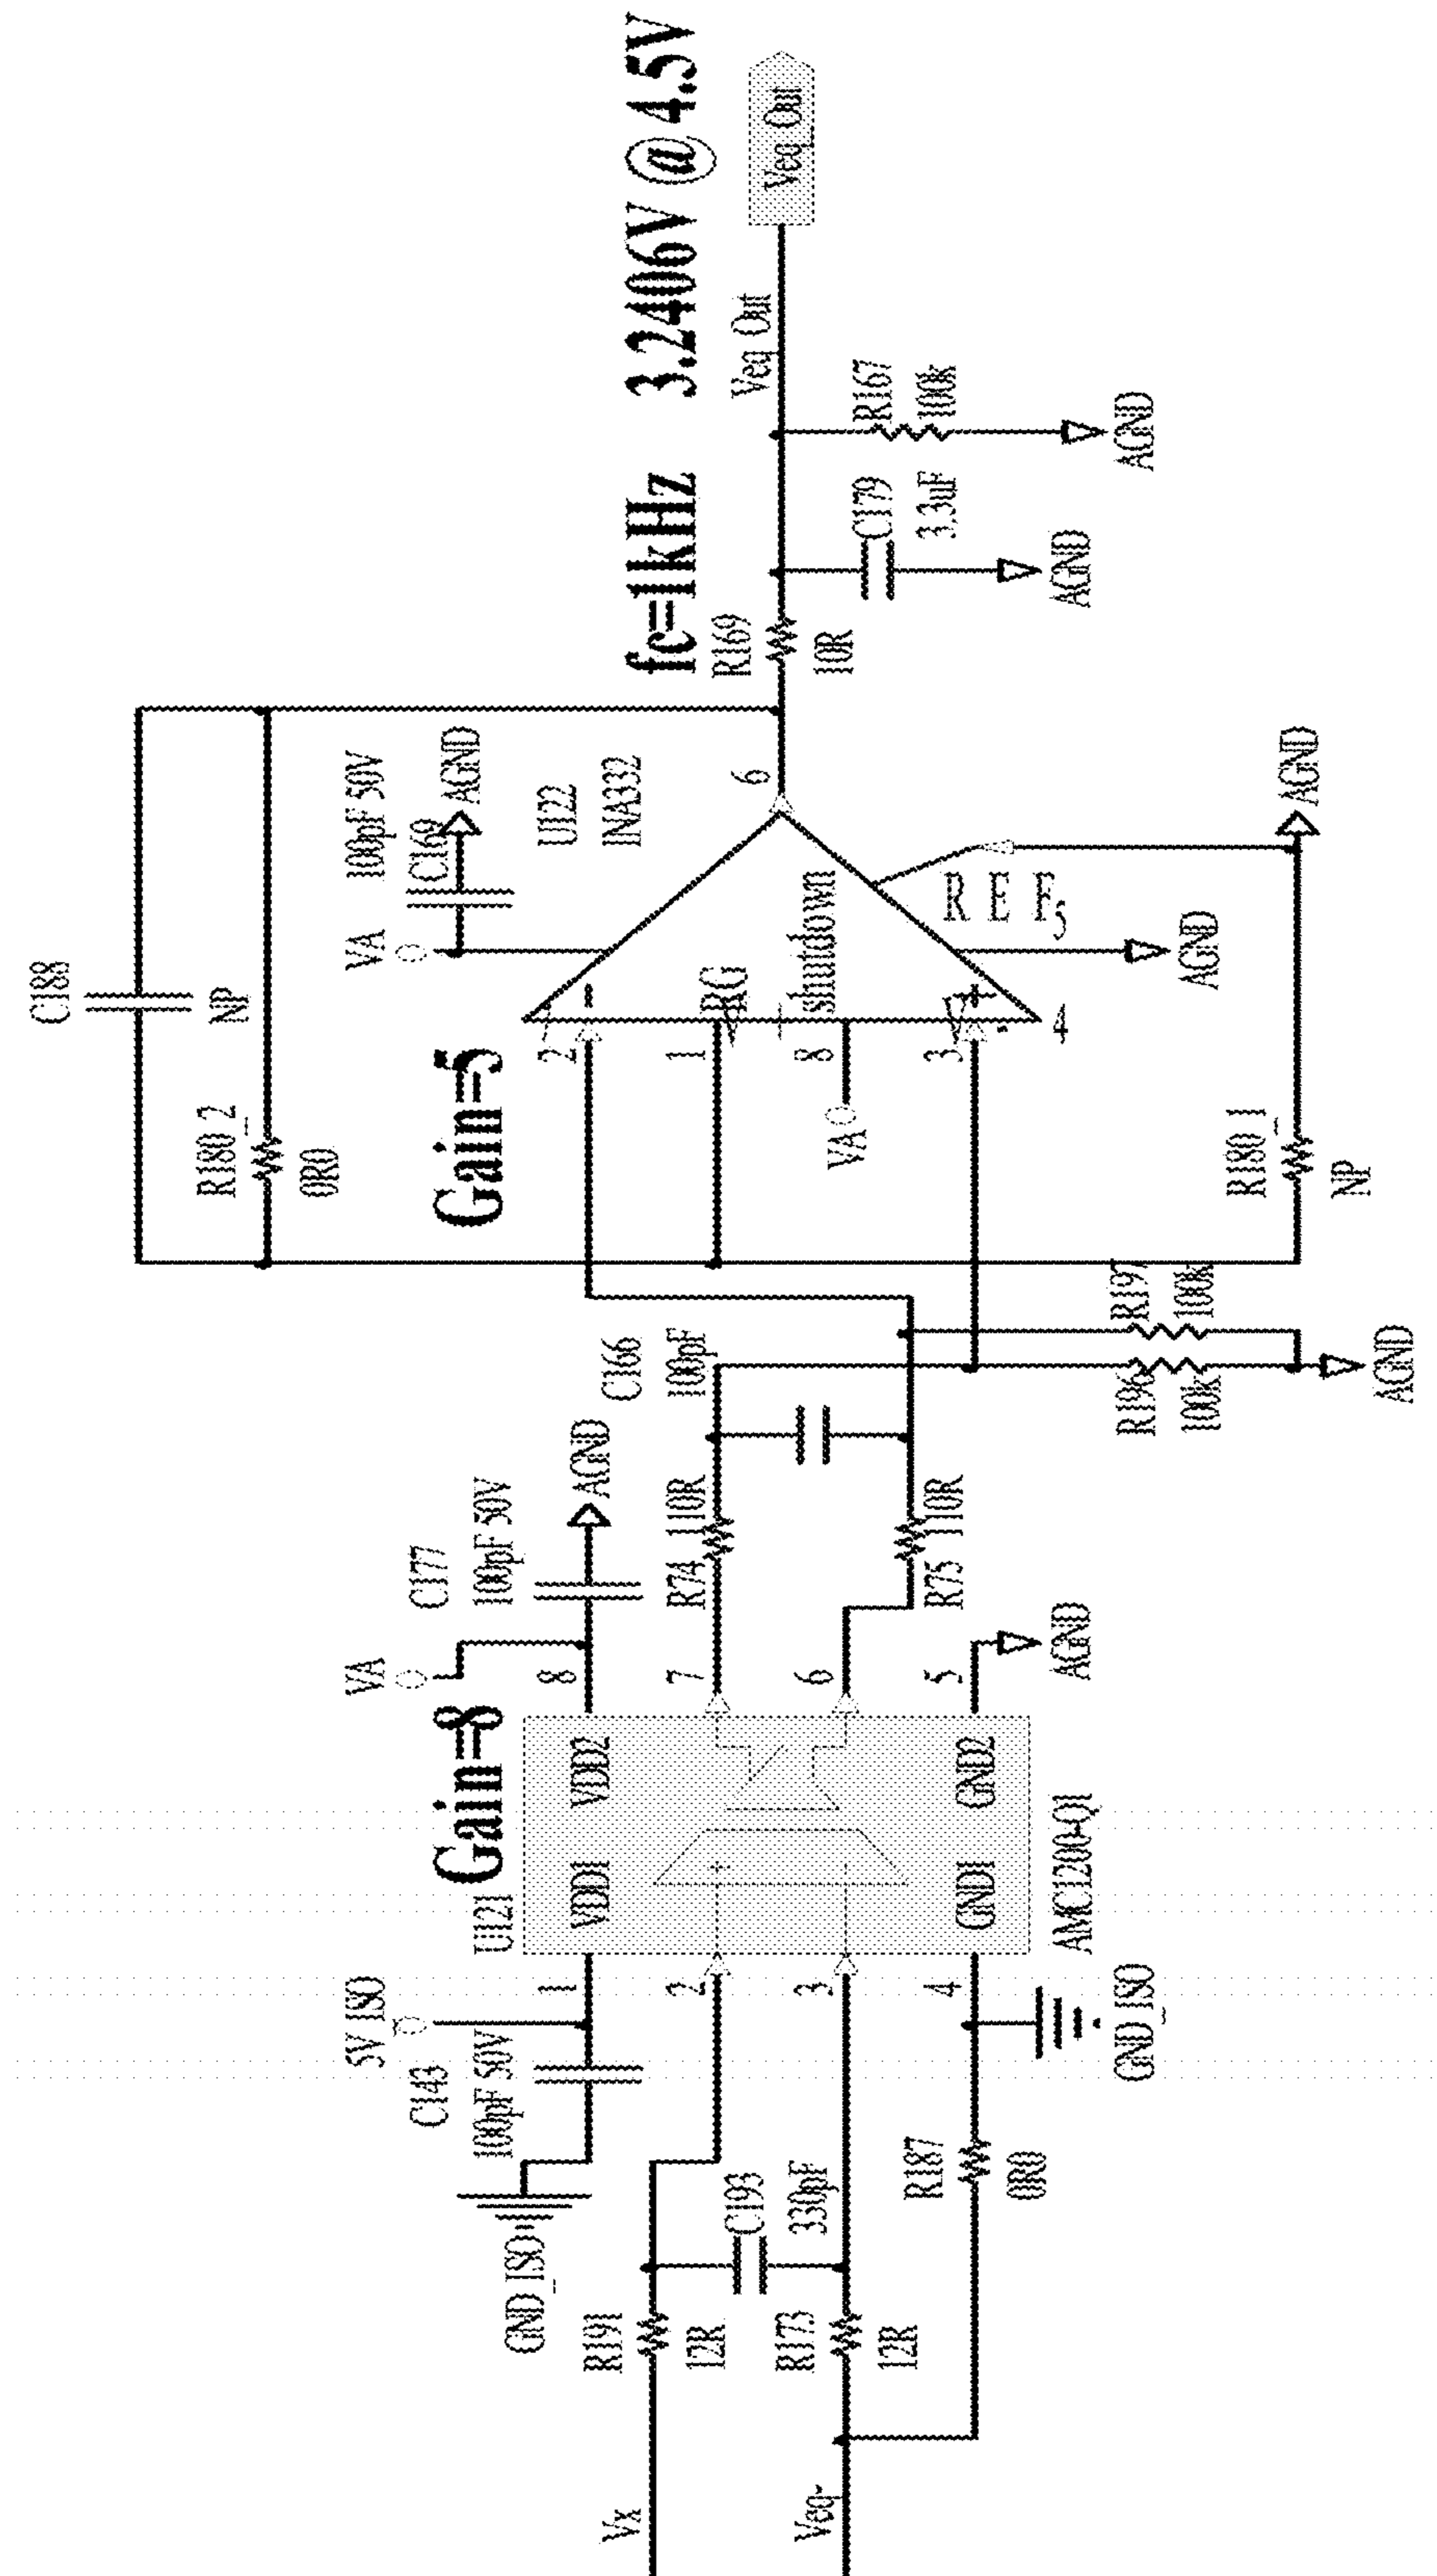 Vx
Veq-
R191
12R
R173
12R
C193
330pF
R187
0R0
GND_ISO
C143
100pF 50V
5V_ISO
GND_ISO
U121
Gain=8
VDD1
VDD2
GND1
GND2
AMC1200-Q1
1
2
3
4
8
7
6
5
VA
C177
100pF 50V
AGND
AGND
R74
110R
R75
110R
C166
100pF
R196
100k
R197
100k
AGND
C188
NP
R180_2
0R0
Gain=5
R180_1
NP
VA
100pF 50V
C169
AGND
U122
INA332
2
1
8
3
4
6
V-
RG
shutdown
V+
REF
5
VA
AGND
AGND
fc=1kHz
3.2406V @ 4.5V
R169
10R
C179
3.3uF
AGND
R167
100k
AGND
Veq_Out
Veq_Out